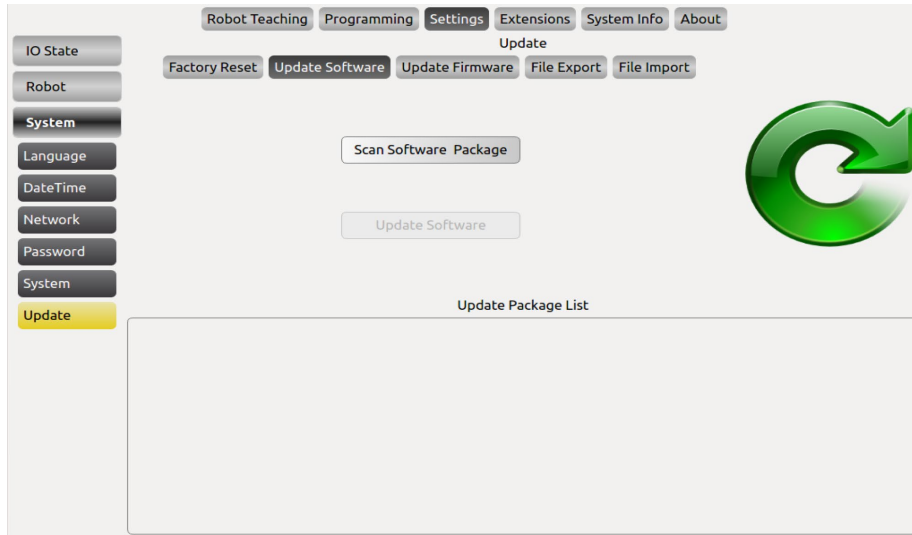 Robot Teaching Programming Settings Extensions System Info About
IO State
Update
Factory Reset Update Software Update Firmware File Export File Import
Robot
System
Scan Software Package
Language
DateTime
Network
Update Software
Password
System
Update Package List
Update